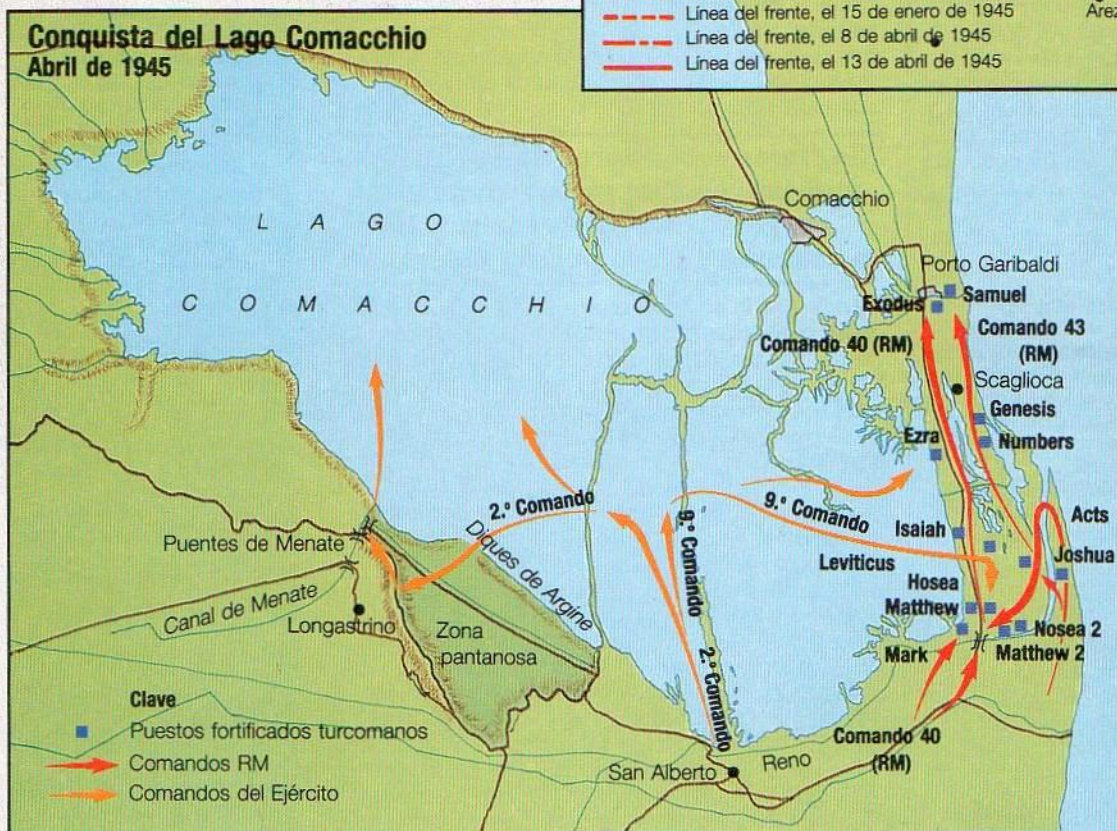 Línea del frente, el 15 de enero de 1945
Línea del frente, el 8 de abril de 1945
Línea del frente, el 13 de abril de 1945
Arez
Conquista del Lago Comacchio
Abril de 1945
LAGO
COMACCHIO
Comacchio
Porto Garibaldi
Exodus
Samuel
Comando 40 (RM)
Comando 43
(RM)
Scaglioca
Genesis
Numbers
Ezra
2.º Comando
9.º Comando
9.º Comando
2.º Comando
Isaiah
Acts
Leviticus
Joshua
Hosea
Matthew
Nosea 2
Mark
Matthew 2
Puentes de Menate
Diques de Argine
Canal de Menate
Longastrino
Zona
pantanosa
Comando 40
(RM)
San Alberto
Reno
Clave
Puestos fortificados turcomanos
Comandos RM
Comandos del Ejército